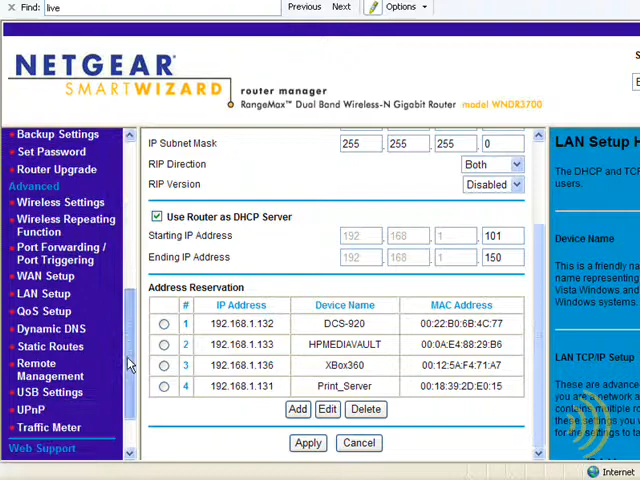 Find: live Previous Next Options
NETGEAR
SMARTWIZARD router manager
RangeMax™ Dual Band Wireless-N Gigabit Router model WNDR3700
Backup Settings
Set Password
Router Upgrade
Advanced
Wireless Settings
Wireless Repeating
Function
Port Forwarding /
Port Triggering
WAN Setup
LAN Setup
QoS Setup
Dynamic DNS
Static Routes
Remote
Management
USB Settings
UPnP
Traffic Meter
Web Support
IP Subnet Mask 255 . 255 . 255 . 0
RIP Direction Both
RIP Version Disabled
Use Router as DHCP Server
Starting IP Address 192 . 168 . 1 . 101
Ending IP Address 192 . 168 . 1 . 150
Address Reservation
# IP Address Device Name MAC Address
1 192.168.1.132 DCS-920 00:22:B0:6B:4C:77
2 192.168.1.133 HPMEDIAVAULT 00:0A:E4:88:29:B6
3 192.168.1.136 XBox360 00:12:5A:F4:71:A7
4 192.168.1.131 Print_Server 00:18:39:2D:E0:15
Add Edit Delete
Apply Cancel
LAN Setup H
The DHCP and TCP
users.
Device Name
This is a friendly na
name representing
Vista Windows and
Windows systems.
LAN TCP/IP Setup
These are advance
you are a network a
contains multiple ro
these settings you v
for the settings to ta
Internet